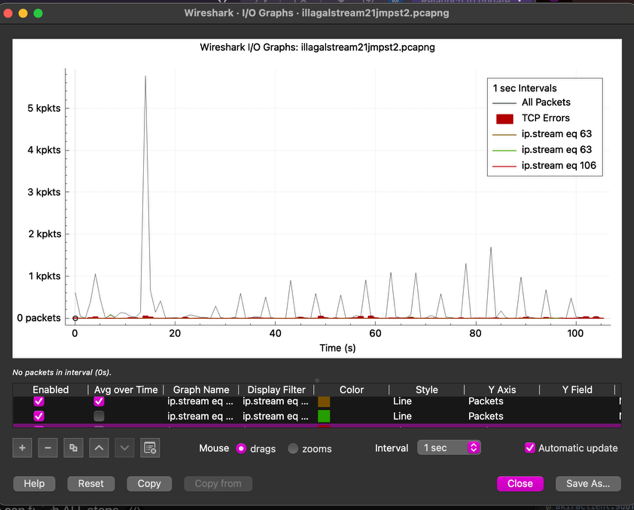 Wireshark · I/O Graphs · illagalstream21jmpst2.pcapng
Wireshark I/O Graphs: illagalstream21jmpst2.pcapng
1 sec Intervals
All Packets
TCP Errors
ip.stream eq 63
ip.stream eq 63
ip.stream eq 106
5 kpkts
4 kpkts
3 kpkts
2 kpkts
1 kpkts
0 packets
0 20 40 60 80 100
Time (s)
No packets in interval (0s).
Enabled Avg over Time Graph Name Display Filter Color Style Y Axis Y Field
ip.stream eq ... ip.stream eq ... Line Packets
ip.stream eq ... ip.stream eq ... Line Packets
Mouse drags zooms Interval 1 sec Automatic update
Help Reset Copy Copy from Close Save As...